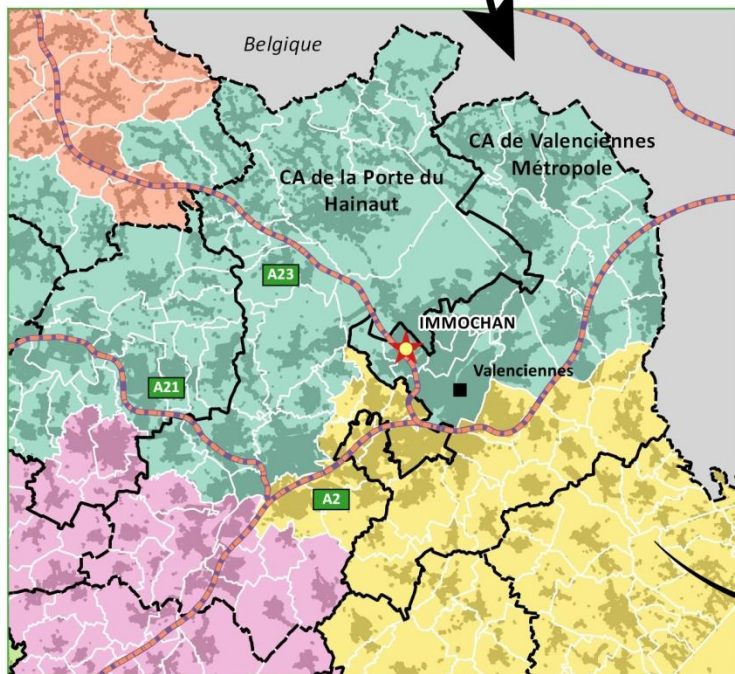 Belgique
CA de Valenciennes
Métropole
CA de la Porte du
Hainaut
A23
IMMOCHAN
Valenciennes
A21
A2